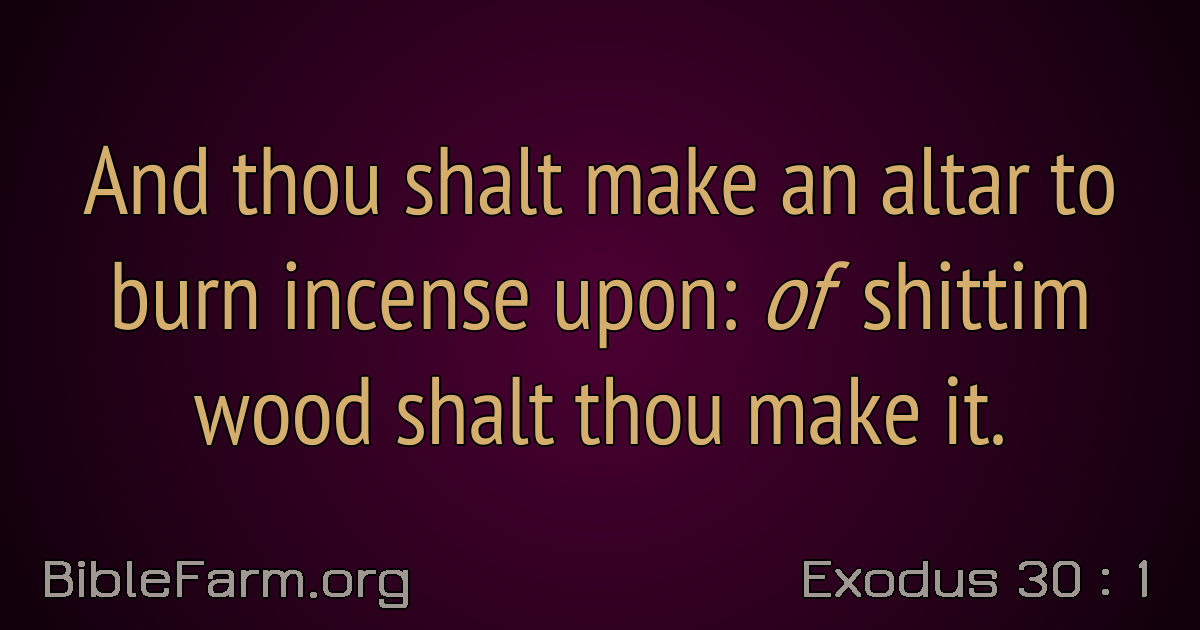 And thou shalt make an altar to
burn incense upon: of shittim
wood shalt thou make it.
BibleFarm.org
Exodus 30 : 1